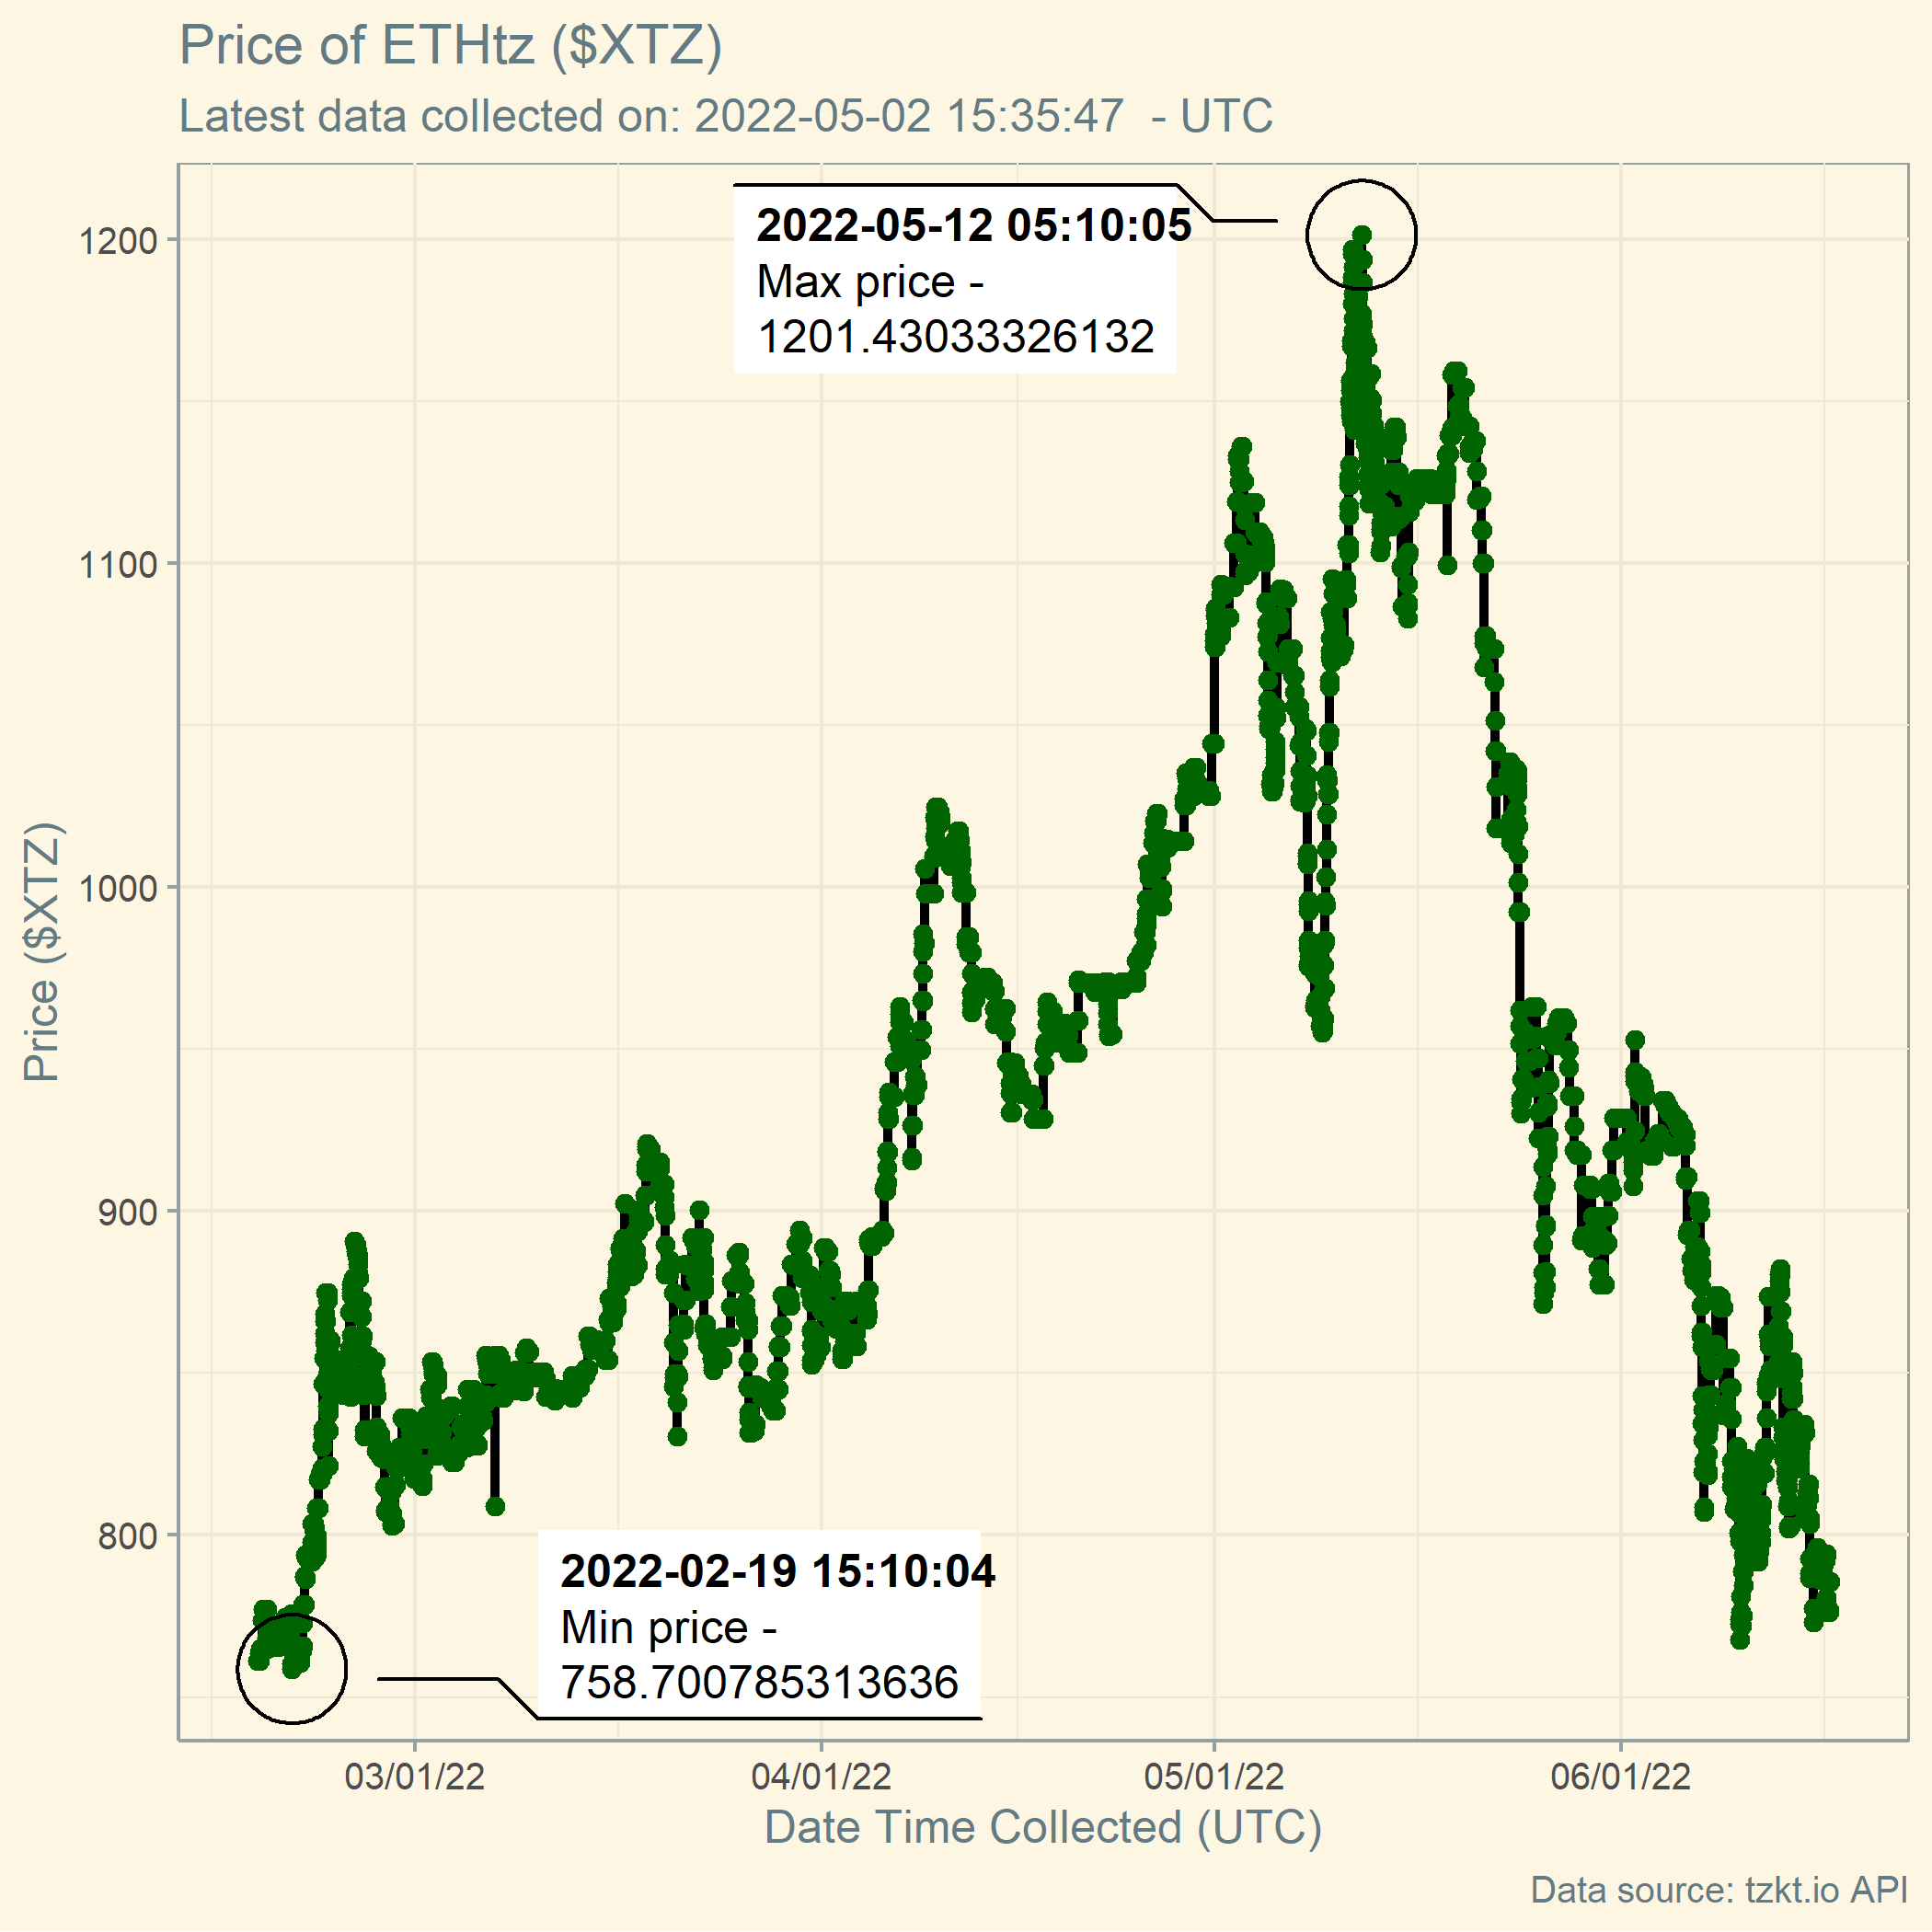 Price of ETHtz ($XTZ)
Latest data collected on: 2022-05-02 15:35:47  - UTC
2022-05-12 05:10:05
Max price -
1201.43033326132
1200
1100
1000
900
800
Price ($XTZ)
2022-02-19 15:10:04
Min price -
758.700785313636
03/01/22
04/01/22
05/01/22
06/01/22
Date Time Collected (UTC)
Data source: tzkt.io API